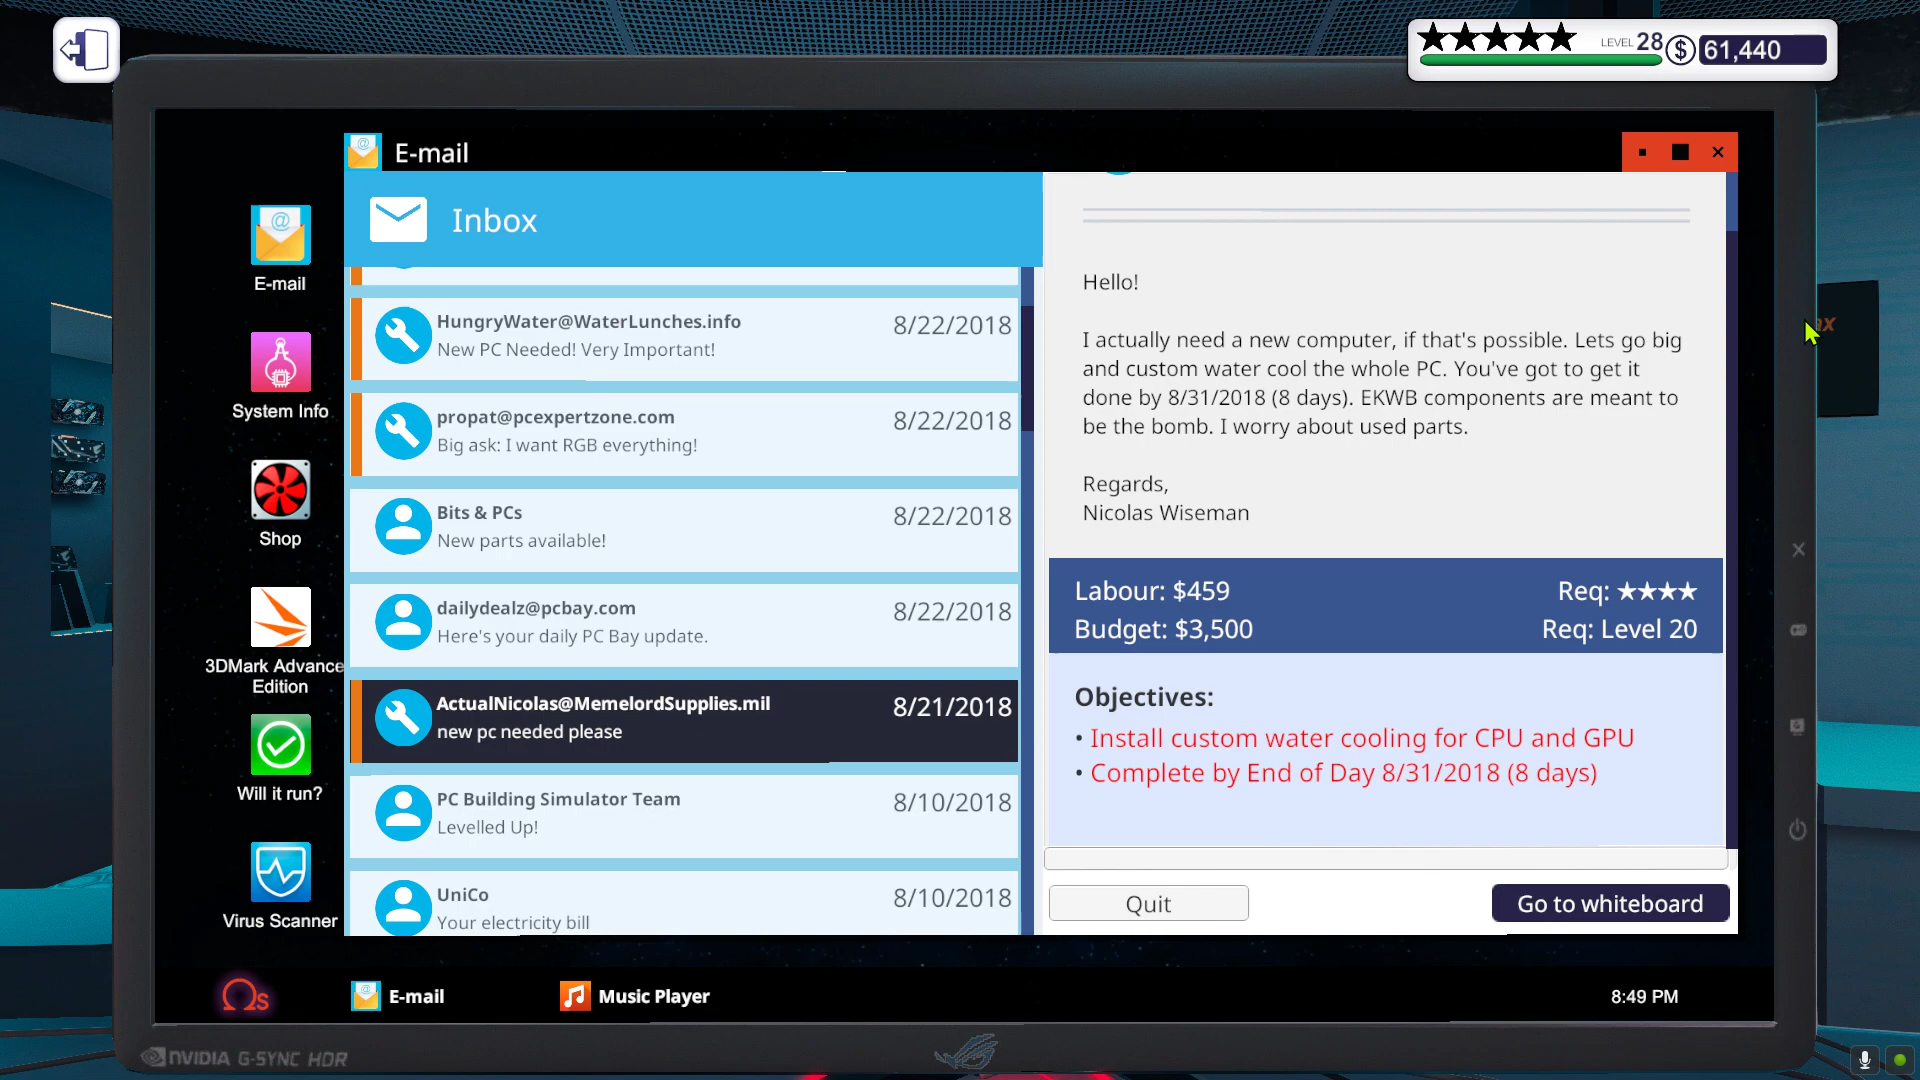 LEVEL 28
$ 61,440
E-mail
Inbox
HungryWater@WaterLunches.info
8/22/2018
New PC Needed! Very Important!
propat@pcexpertzone.com
8/22/2018
Big ask: I want RGB everything!
Bits & PCs
8/22/2018
New parts available!
dailydealz@pcbay.com
8/22/2018
Here's your daily PC Bay update.
ActualNicolas@MemelordSupplies.mil
8/21/2018
new pc needed please
PC Building Simulator Team
8/10/2018
Levelled Up!
UniCo
8/10/2018
Your electricity bill
Hello!
I actually need a new computer, if that's possible. Lets go big
and custom water cool the whole PC. You've got to get it
done by 8/31/2018 (8 days). EKWB components are meant to
be the bomb. I worry about used parts.
Regards,
Nicolas Wiseman
Labour: $459
Req: ★★★★
Budget: $3,500
Req: Level 20
Objectives:
• Install custom water cooling for CPU and GPU
• Complete by End of Day 8/31/2018 (8 days)
Quit
Go to whiteboard
E-mail
System Info
Shop
3DMark Advance
Edition
Will it run?
Virus Scanner
Ωs
E-mail
Music Player
8:49 PM
NVIDIA G-SYNC HDR